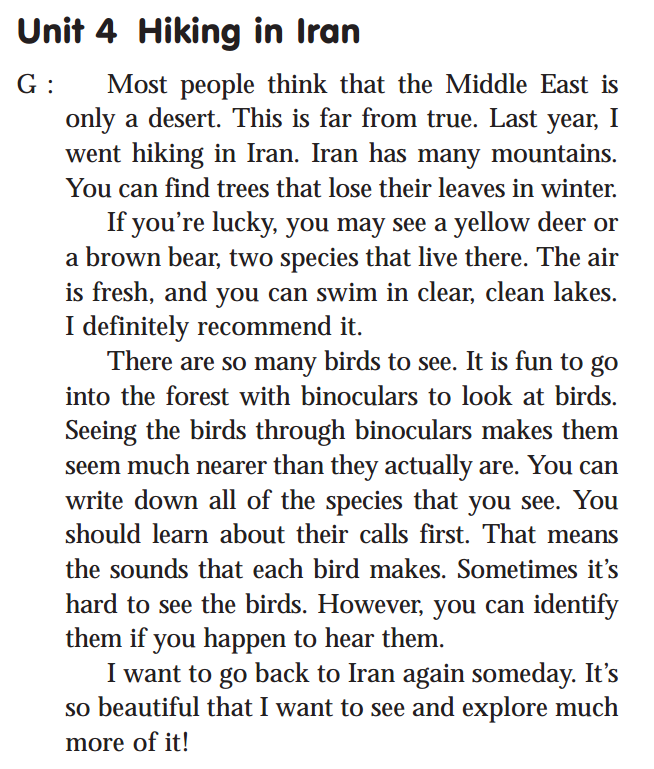 Unit 4 Hiking in Iran
G : Most people think that the Middle East is
only a desert. This is far from true. Last year, I
went hiking in Iran. Iran has many mountains.
You can find trees that lose their leaves in winter.
If you’re lucky, you may see a yellow deer or
a brown bear, two species that live there. The air
is fresh, and you can swim in clear, clean lakes.
I definitely recommend it.
There are so many birds to see. It is fun to go
into the forest with binoculars to look at birds.
Seeing the birds through binoculars makes them
seem much nearer than they actually are. You can
write down all of the species that you see. You
should learn about their calls first. That means
the sounds that each bird makes. Sometimes it’s
hard to see the birds. However, you can identify
them if you happen to hear them.
I want to go back to Iran again someday. It’s
so beautiful that I want to see and explore much
more of it!